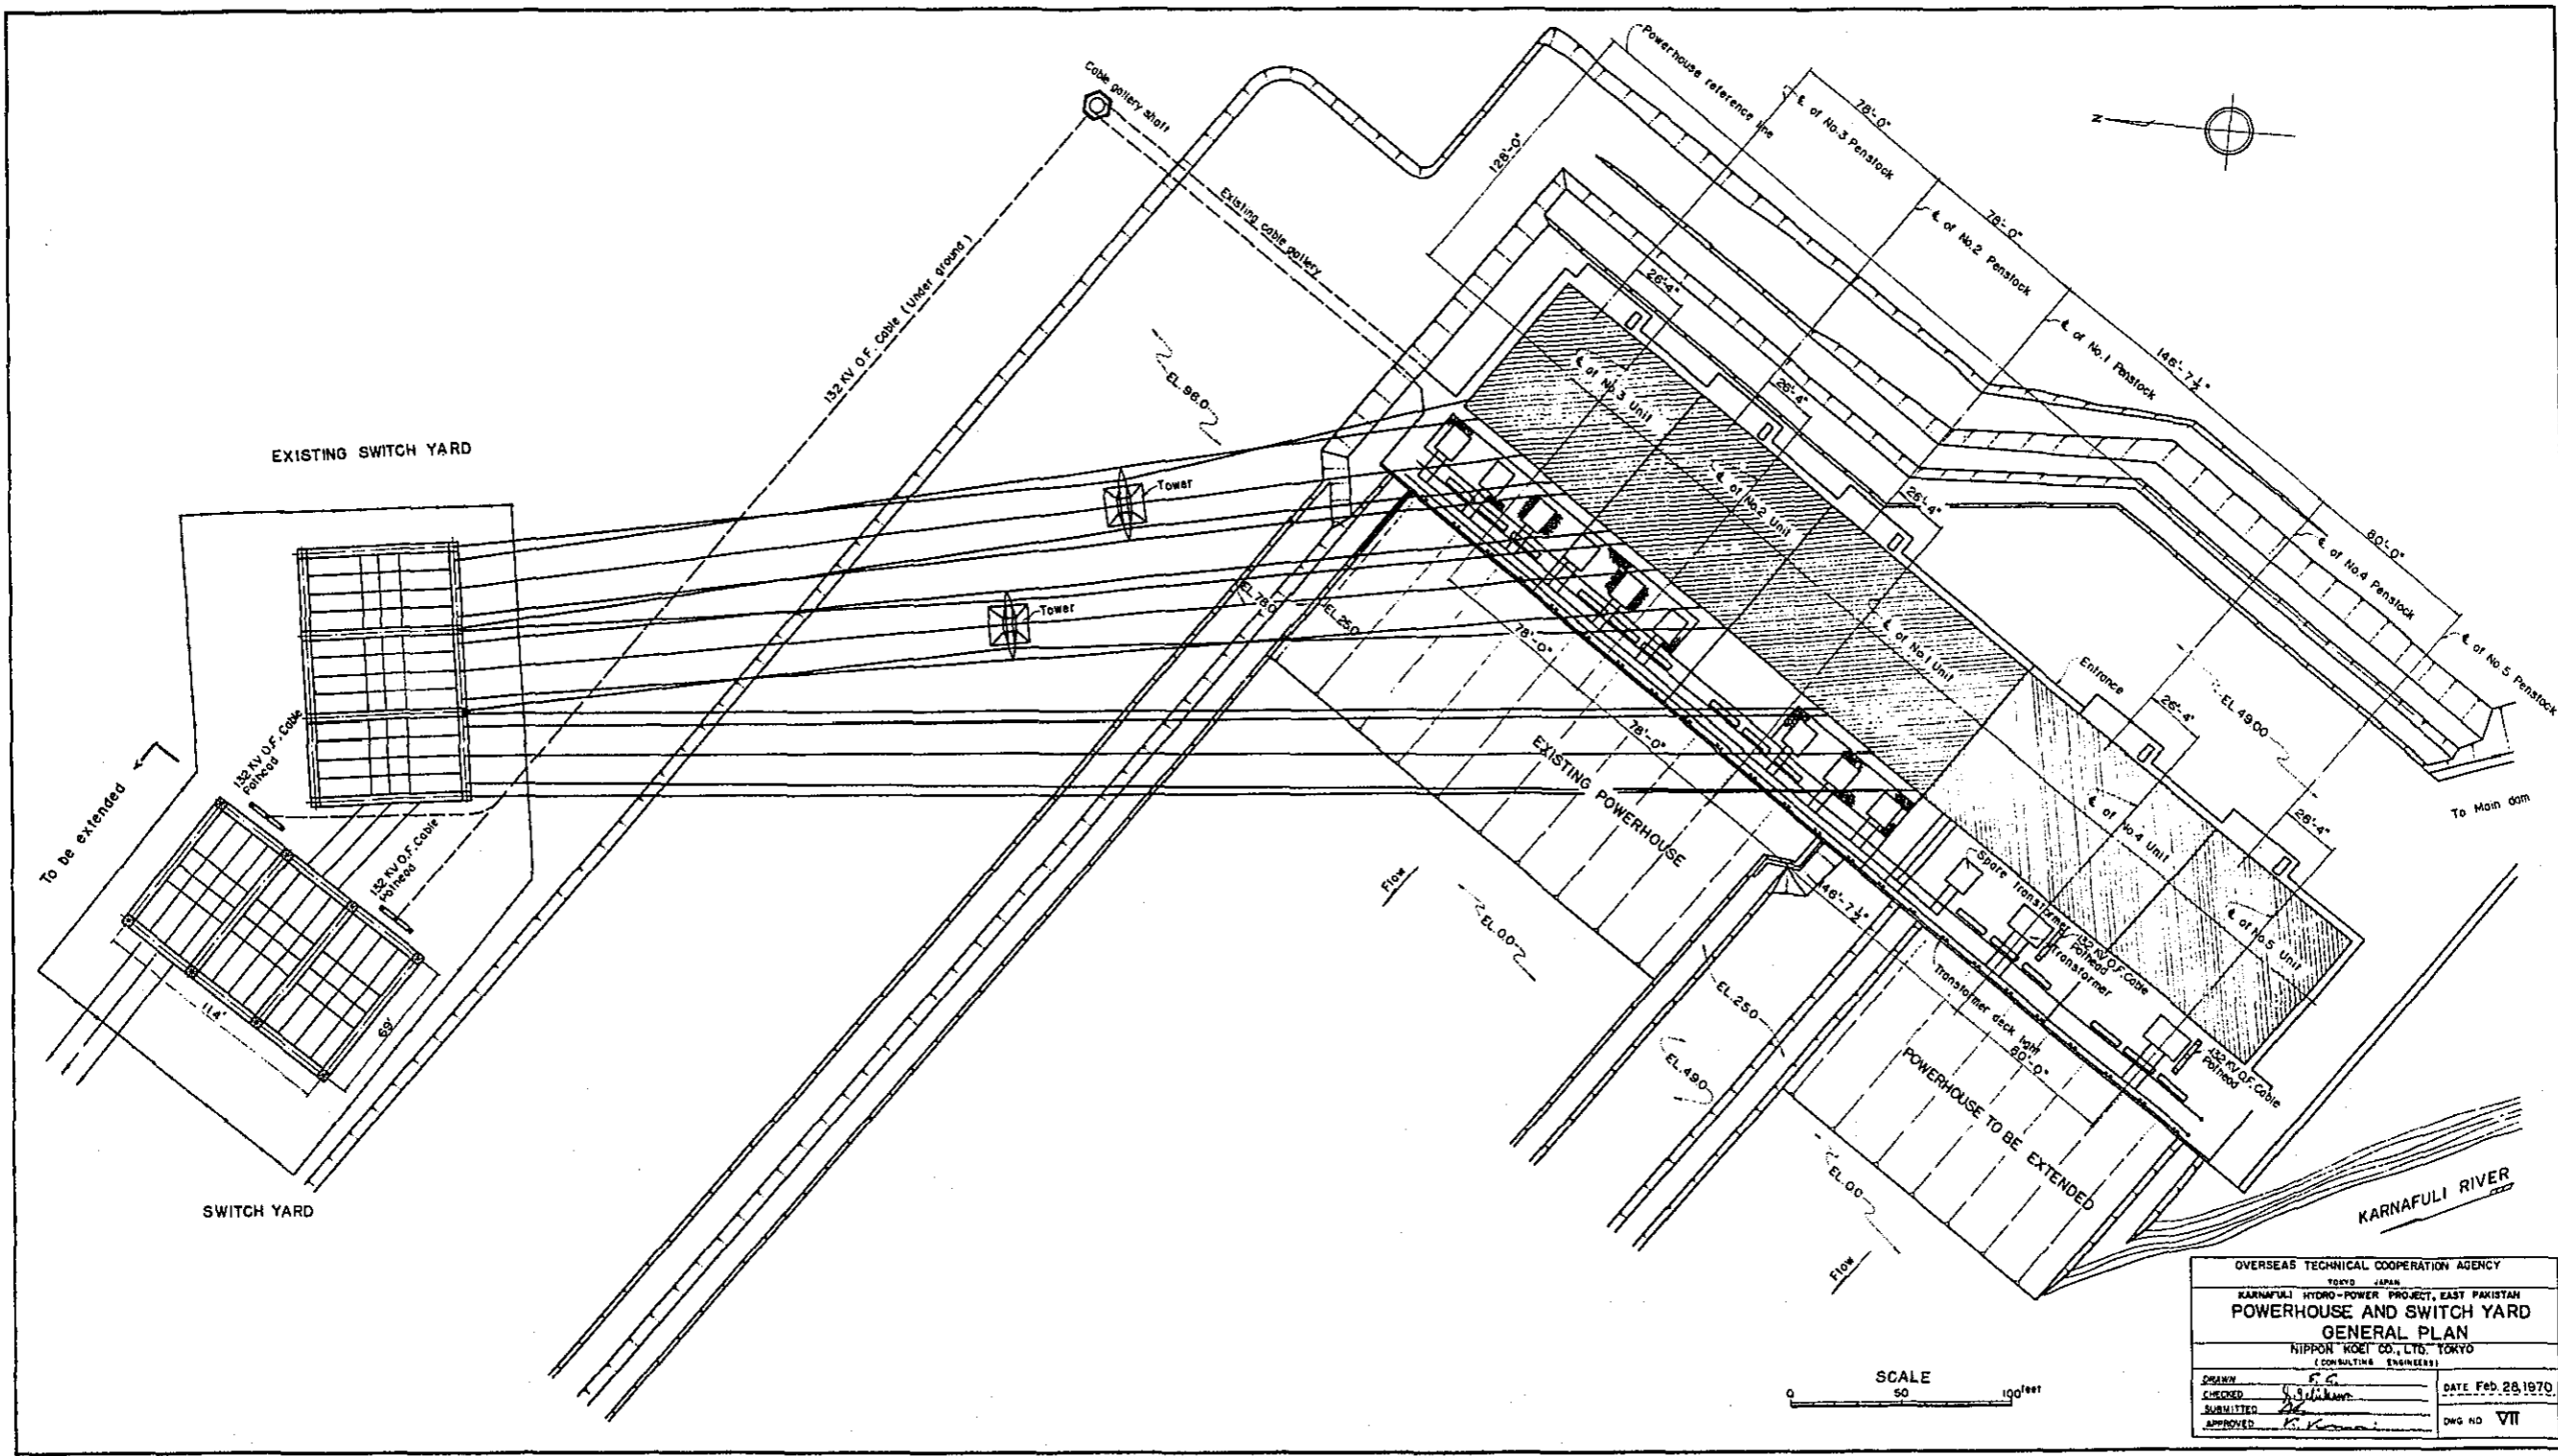 Cable gallery shaft
Existing cable gallery
132 KV O.F. Cable (Under ground)
Powerhouse reference line
128'-0"
℄ of No.3 Penstock
78'-0"
℄ of No.2 Penstock
78'-0"
℄ of No.1 Penstock
146'-7½"
℄ of No.4 Penstock
80'-0"
℄ of No.5 Penstock
N
26'-4"
26'-4"
26'-4"
26'-4"
26'-4"
℄ of No.3 Unit
℄ of No.2 Unit
℄ of No.1 Unit
℄ of No.4 Unit
℄ of No.5 Unit
Entrance
EL.49.00
To Main dam
EL.98.0
EXISTING SWITCH YARD
Tower
Tower
EL.78.0
EL.25.0
78'-0"
78'-0"
146'-7½"
80'-0"
EXISTING POWERHOUSE
Flow
EL.0.0
EL.25.0
EL.49.0
Spare Transformer
132 KV O.F. Cable
Pothead
Transformer
Transformer deck light
132 KV O.F. Cable
Pothead
POWERHOUSE TO BE EXTENDED
EL.0.0
Flow
KARNAFULI RIVER
To be extended
132 KV O.F. Cable
Pothead
132 KV O.F. Cable
Pothead
114'
69'
SWITCH YARD
SCALE
0 50 100 feet
OVERSEAS TECHNICAL COOPERATION AGENCY
TOKYO JAPAN
KARNAFULI HYDRO-POWER PROJECT, EAST PAKISTAN
POWERHOUSE AND SWITCH YARD
GENERAL PLAN
NIPPON KOEI CO., LTD. TOKYO
(CONSULTING ENGINEERS)
DRAWN
CHECKED
SUBMITTED
APPROVED
DATE Feb. 28, 1970
DWG NO VII